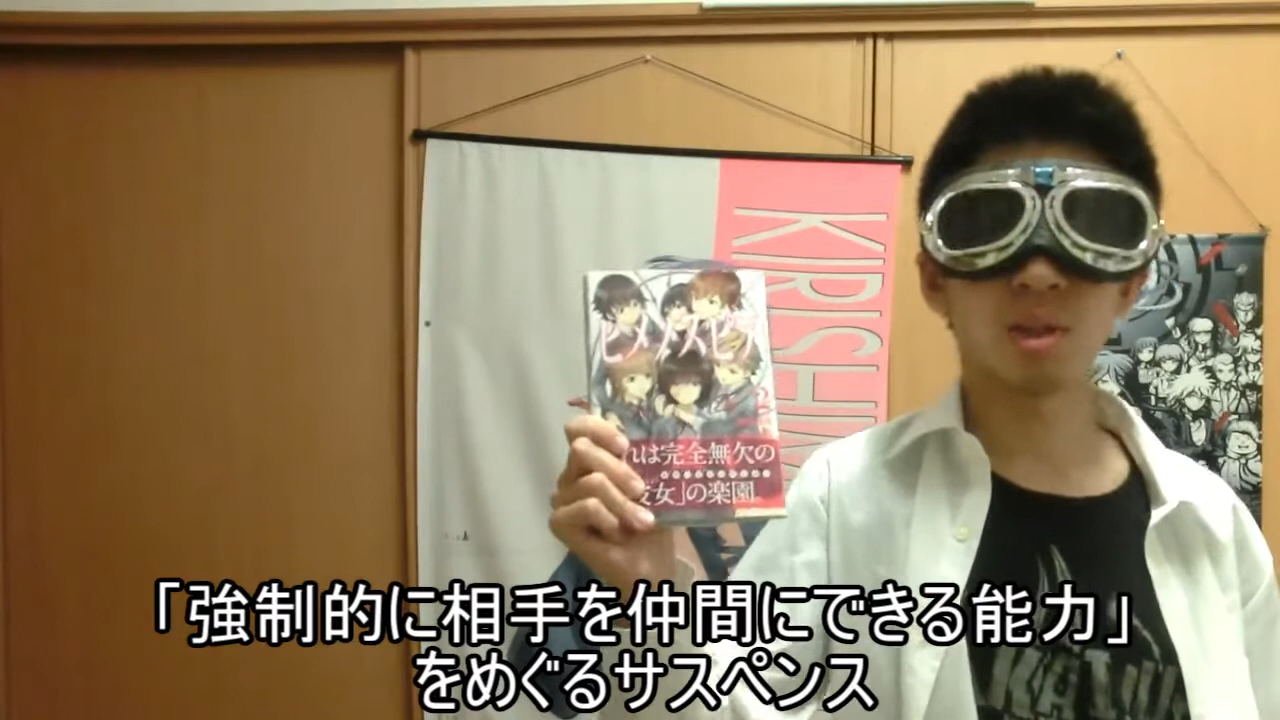 KIRISHIMA
ヒメノスピア
れは完全無欠の
女」の楽園
「強制的に相手を仲間にできる能力」
をめぐるサスペンス